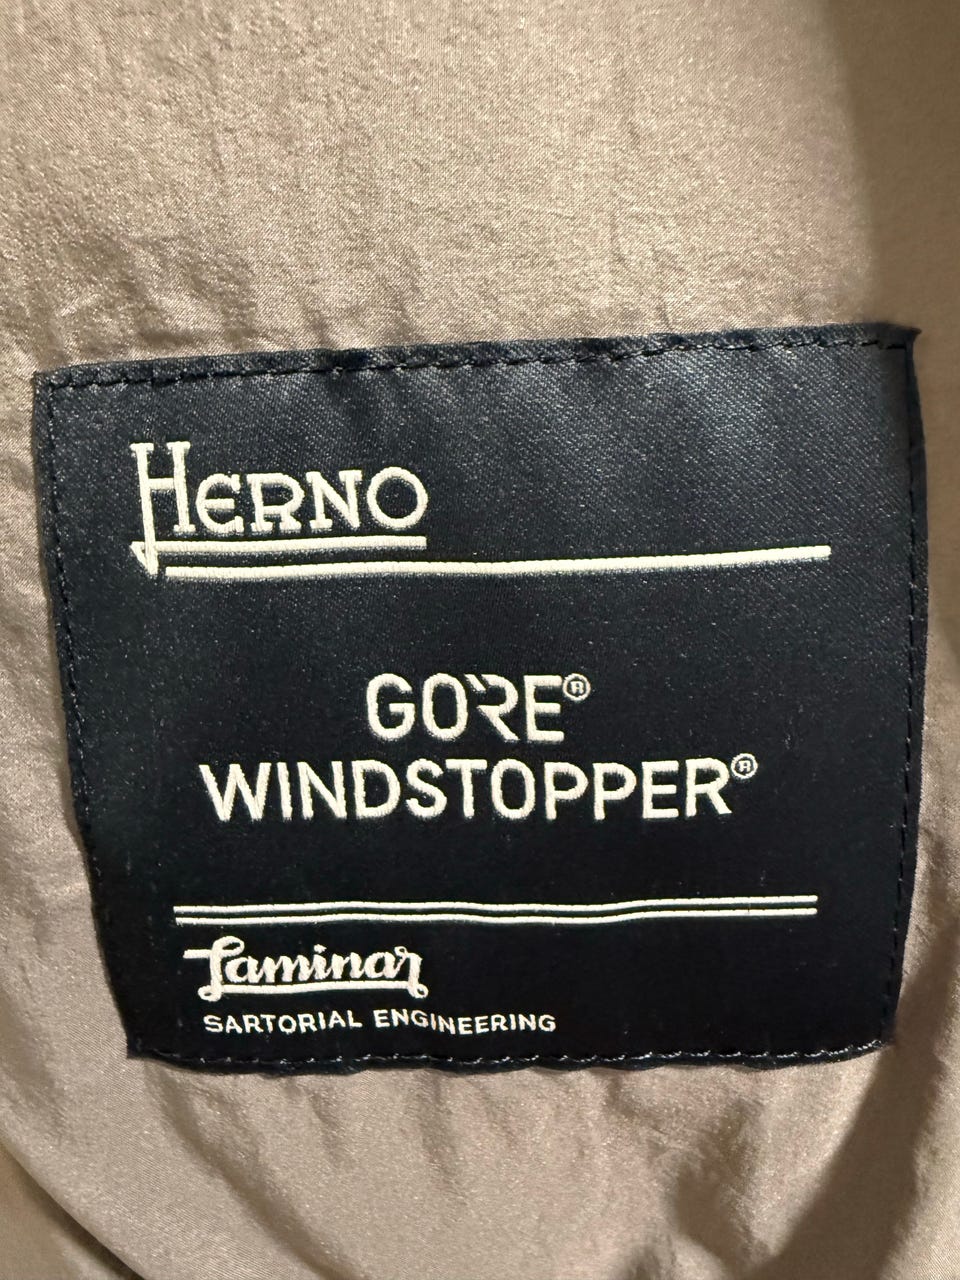 HERNO
GORE®
WINDSTOPPER®
Laminar
SARTORIAL ENGINEERING